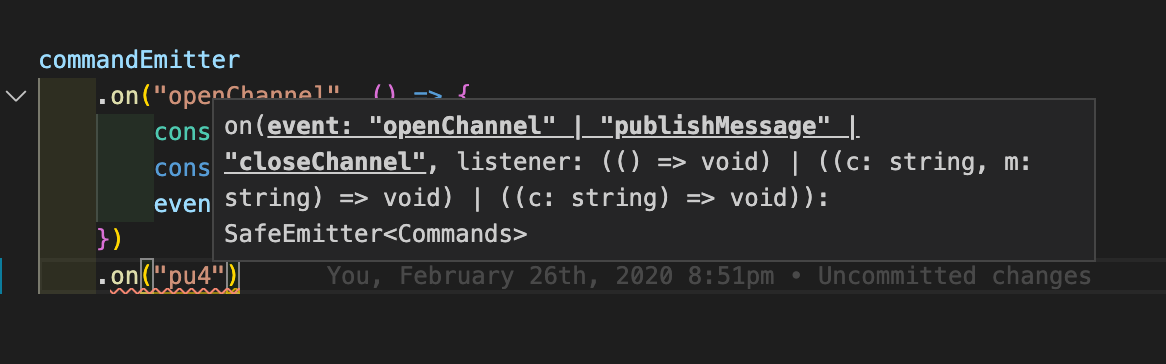 commandEmitter
.on("openChannel", () => {
cons
cons
even
on(event: "openChannel" | "publishMessage" |
"closeChannel", listener: (() => void) | ((c: string, m:
string) => void) | ((c: string) => void)):
SafeEmitter<Commands>
})
.on("pu4") You, February 26th, 2020 8:51pm • Uncommitted changes